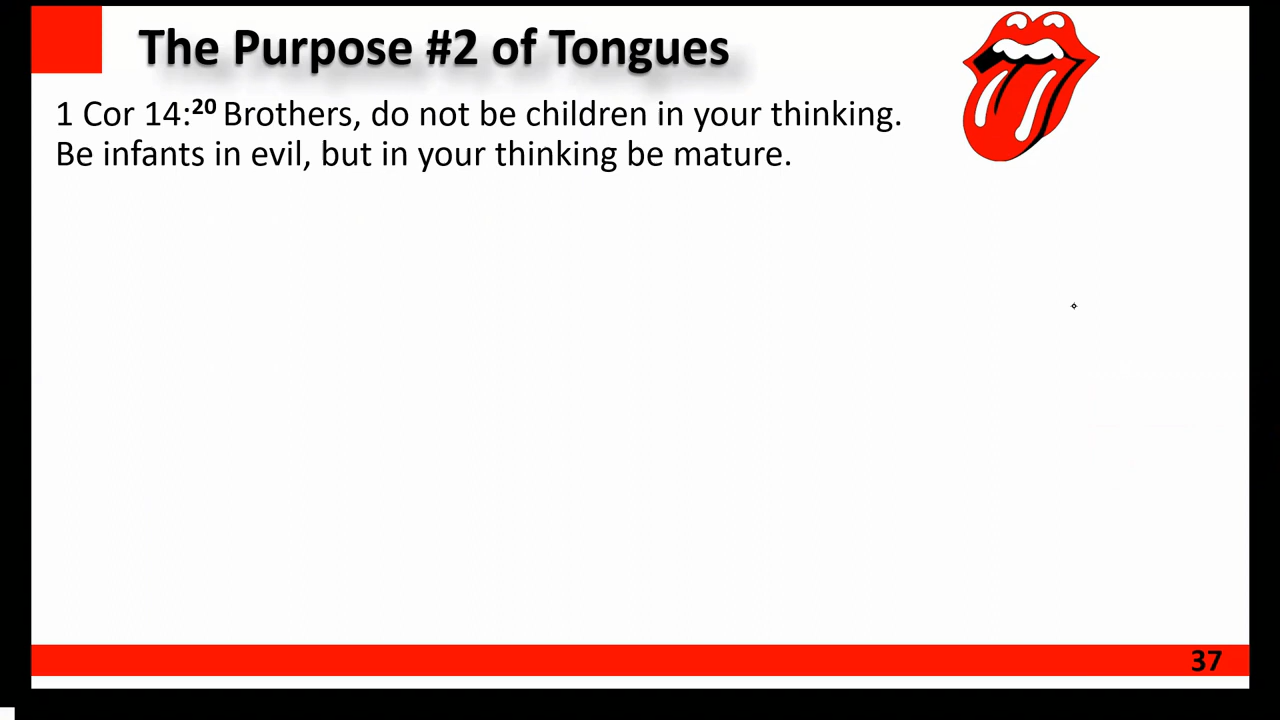 The Purpose #2 of Tongues
1 Cor 14:20 Brothers, do not be children in your thinking.
Be infants in evil, but in your thinking be mature.
37